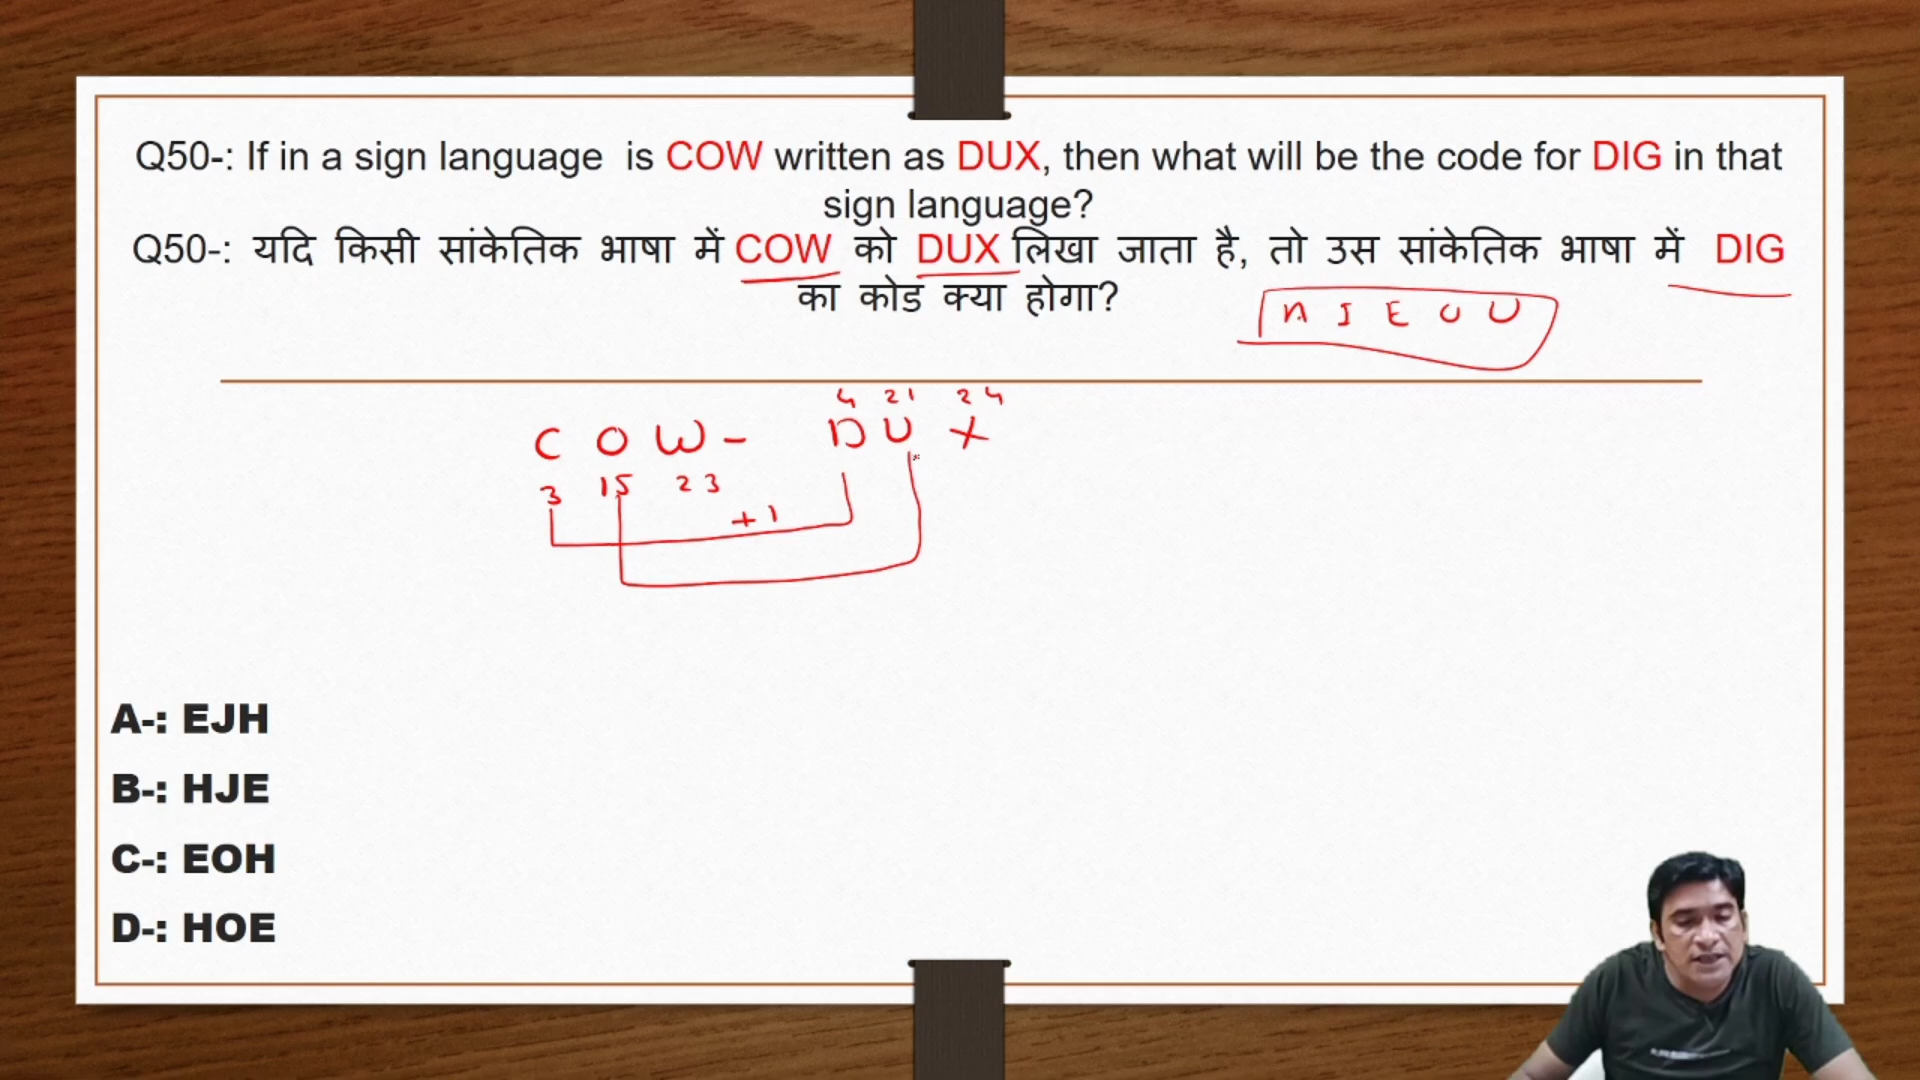 Q50-: If in a sign language is COW written as DUX, then what will be the code for DIG in that
sign language?
Q50-: यदि किसी सांकेतिक भाषा में COW को DUX लिखा जाता है, तो उस सांकेतिक भाषा में DIG
का कोड क्या होगा?
4 21 24
C O W - D U X
3 15 23
+1
A-: EJH
B-: HJE
C-: EOH
D-: HOE